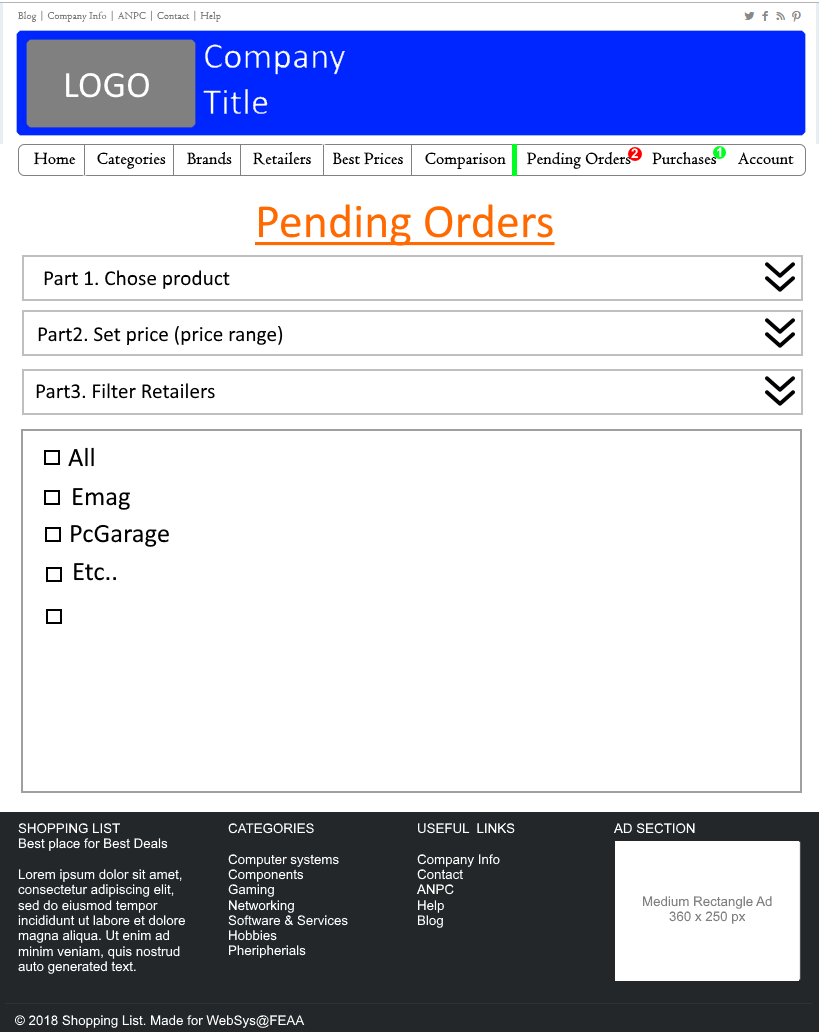 Blog | Company Info | ANPC | Contact | Help
LOGO
Company
Title
Home Categories Brands Retailers Best Prices Comparison Pending Orders 2 Purchases 1 Account
Pending Orders
Part 1. Chose product
Part2. Set price (price range)
Part3. Filter Retailers
All
Emag
PcGarage
Etc..
SHOPPING LIST
Best place for Best Deals
Lorem ipsum dolor sit amet,
consectetur adipiscing elit,
sed do eiusmod tempor
incididunt ut labore et dolore
magna aliqua. Ut enim ad
minim veniam, quis nostrud
auto generated text.
CATEGORIES
Computer systems
Components
Gaming
Networking
Software & Services
Hobbies
Pheripherials
USEFUL LINKS
Company Info
Contact
ANPC
Help
Blog
AD SECTION
Medium Rectangle Ad
360 x 250 px
© 2018 Shopping List. Made for WebSys@FEAA